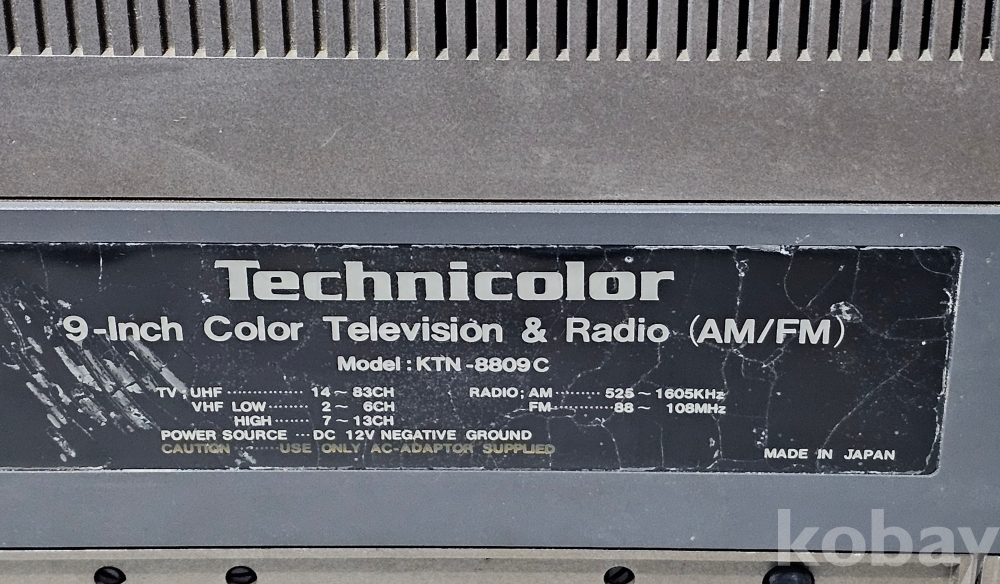 Technicolor
9-Inch Color Television & Radio (AM/FM)
Model : KTN-8809C
TV ; UHF ············ 14 ~ 83CH RADIO; AM ········ 525 ~ 1605KHz
VHF LOW ······ 2 ~ 6CH FM ········ 88 ~ 108MHz
HIGH ······ 7 ~ 13CH
POWER SOURCE ··· DC 12V NEGATIVE GROUND
CAUTION ········ USE ONLY AC-ADAPTOR SUPPLIED
MADE IN JAPAN
kobay